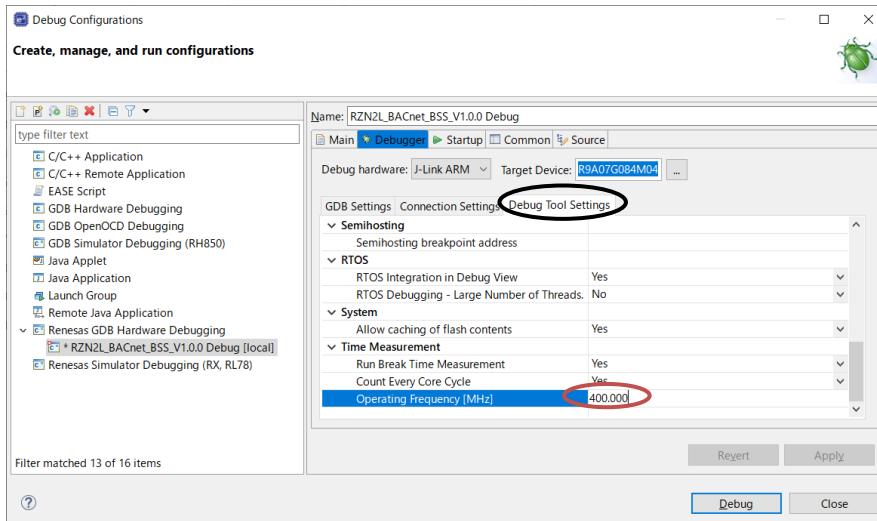 Debug Configurations
Create, manage, and run configurations
type filter text
C/C++ Application
C/C++ Remote Application
EASE Script
GDB Hardware Debugging
GDB OpenOCD Debugging
GDB Simulator Debugging (RH850)
Java Applet
Java Application
Launch Group
Remote Java Application
Renesas GDB Hardware Debugging
* RZN2L_BACnet_BSS_V1.0.0 Debug [local]
Renesas Simulator Debugging (RX, RL78)
Filter matched 13 of 16 items
Name: RZN2L_BACnet_BSS_V1.0.0 Debug
Main Debugger Startup Common Source
Debug hardware: J-Link ARM Target Device: R9A07G084M04 ...
GDB Settings Connection Settings Debug Tool Settings
Semihosting
Semihosting breakpoint address
RTOS
RTOS Integration in Debug View Yes
RTOS Debugging - Large Number of Threads. No
System
Allow caching of flash contents Yes
Time Measurement
Run Break Time Measurement Yes
Count Every Core Cycle Yes
Operating Frequency [MHz] 400.000
Revert Apply
? Debug Close